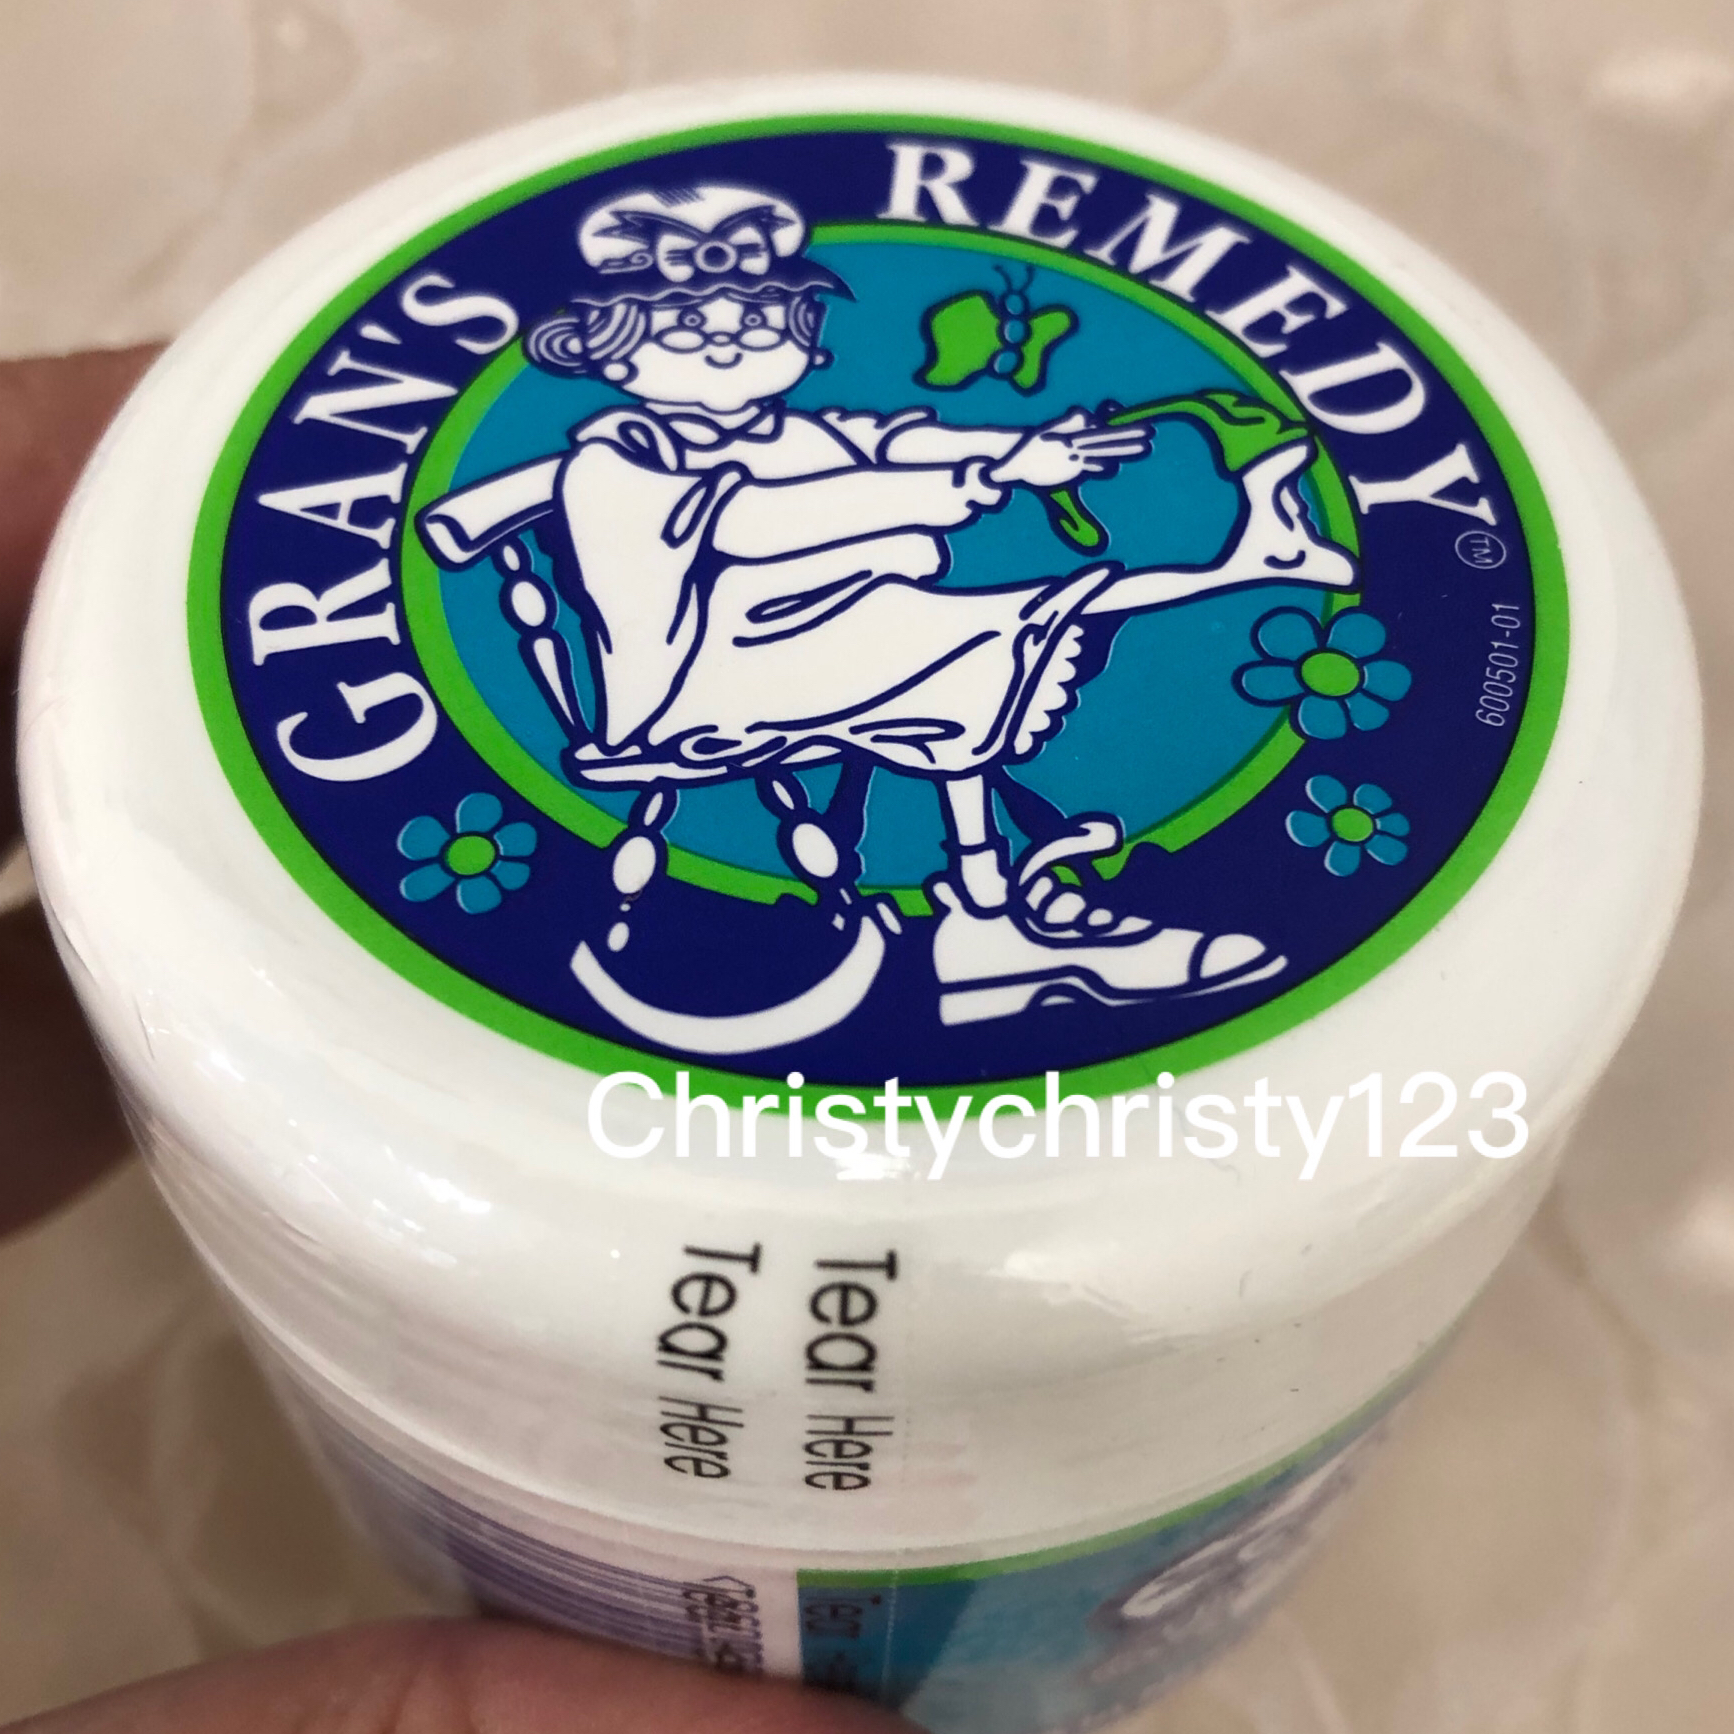 GRAN'S REMEDY
TM
600501-01
Christychristy123
Tear Here
Tear Here